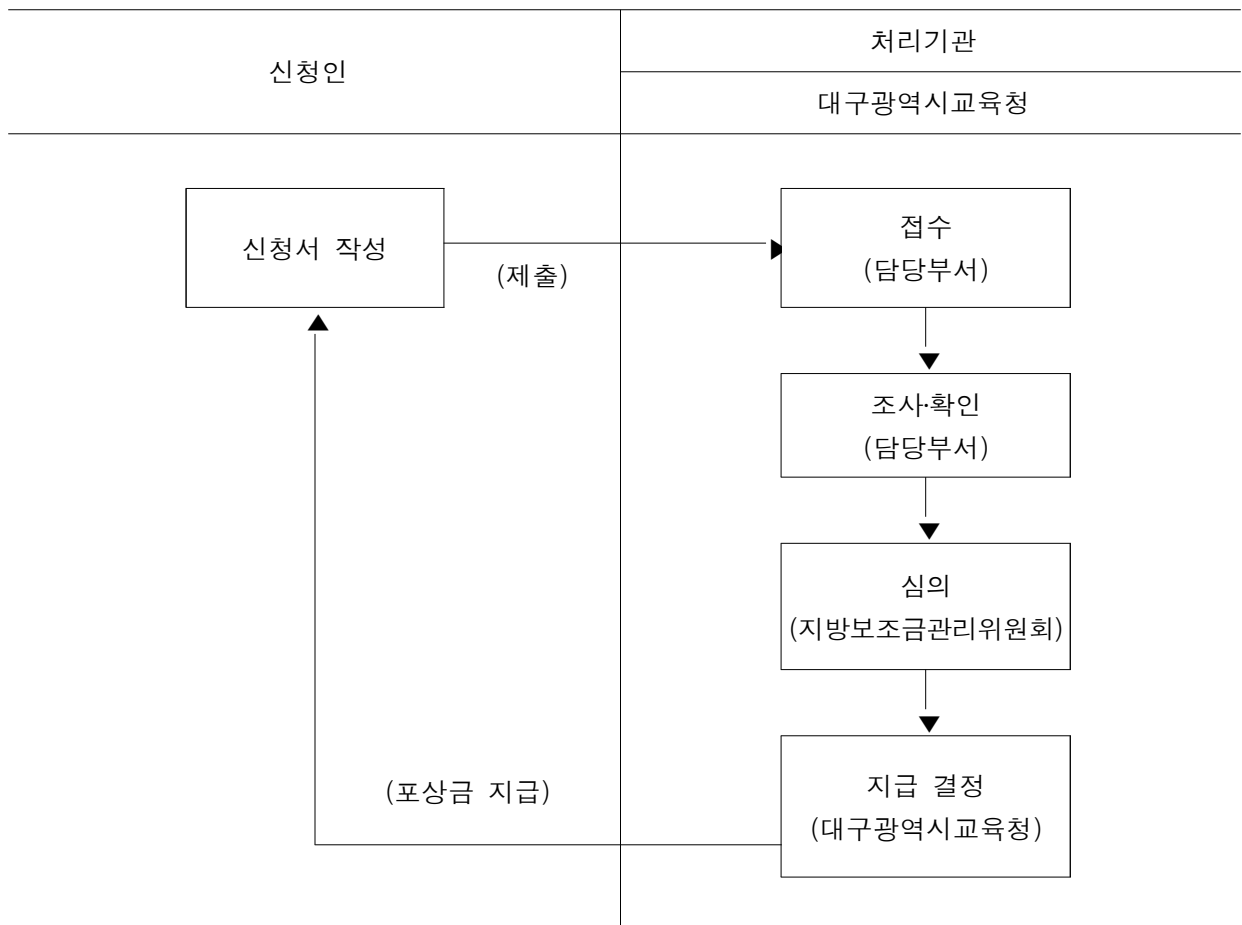 신청인
처리기관
대구광역시교육청
신청서 작성
(제출)
접수
(담당부서)
조사·확인
(담당부서)
심의
(지방보조금관리위원회)
지급 결정
(대구광역시교육청)
(포상금 지급)